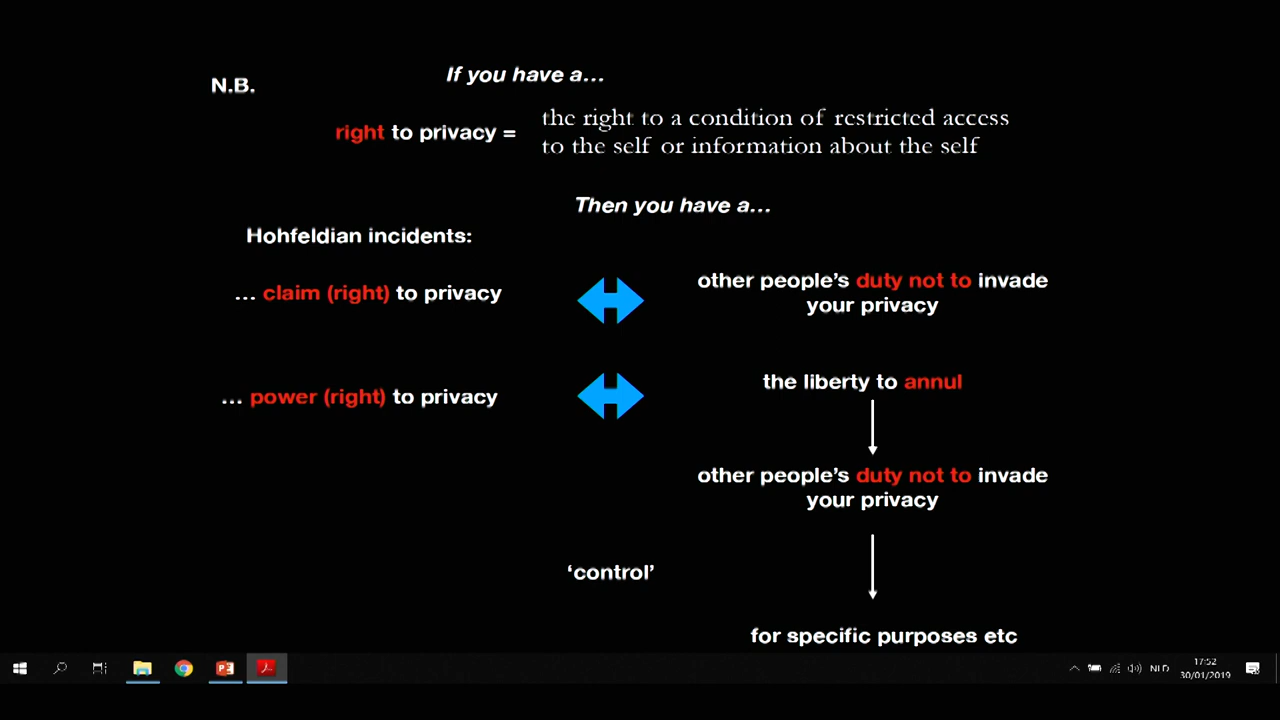 N.B.
If you have a…
right to privacy =
the right to a condition of restricted access
to the self or information about the self
Then you have a…
Hohfeldian incidents:
… claim (right) to privacy
other people’s duty not to invade
your privacy
… power (right) to privacy
the liberty to annul
other people’s duty not to invade
your privacy
‘control’
for specific purposes etc
NLD
17:52
30/01/2019